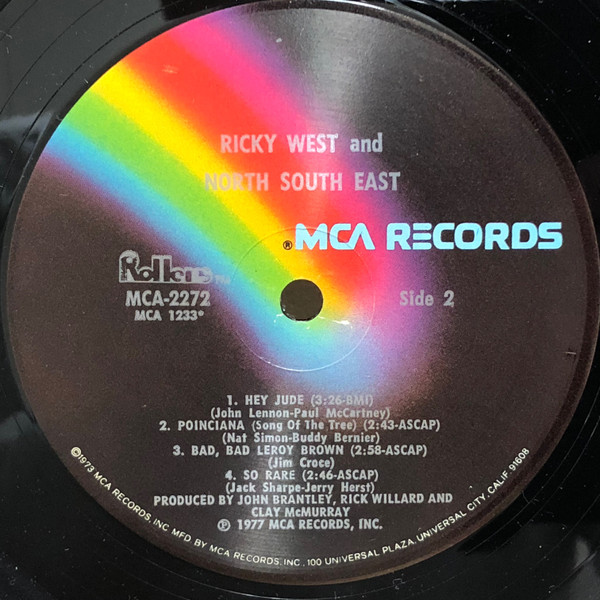 RICKY WEST and
NORTH SOUTH EAST
® MCA RECORDS
Rollers TM
MCA-2272
MCA 1233*
Side 2
1. HEY JUDE (3:26-BMI)
(John Lennon-Paul McCartney)
2. POINCIANA (Song Of The Tree) (2:43-ASCAP)
(Nat Simon-Buddy Bernier)
3. BAD, BAD LEROY BROWN (2:58-ASCAP)
(Jim Croce)
4. SO RARE (2:46-ASCAP)
(Jack Sharpe-Jerry Herst)
PRODUCED BY JOHN BRANTLEY, RICK WILLARD AND
CLAY McMURRAY
℗ 1977 MCA RECORDS, INC.
©1973 MCA RECORDS, INC MFD BY MCA RECORDS INC., 100 UNIVERSAL PLAZA, UNIVERSAL CITY, CALIF. 91608